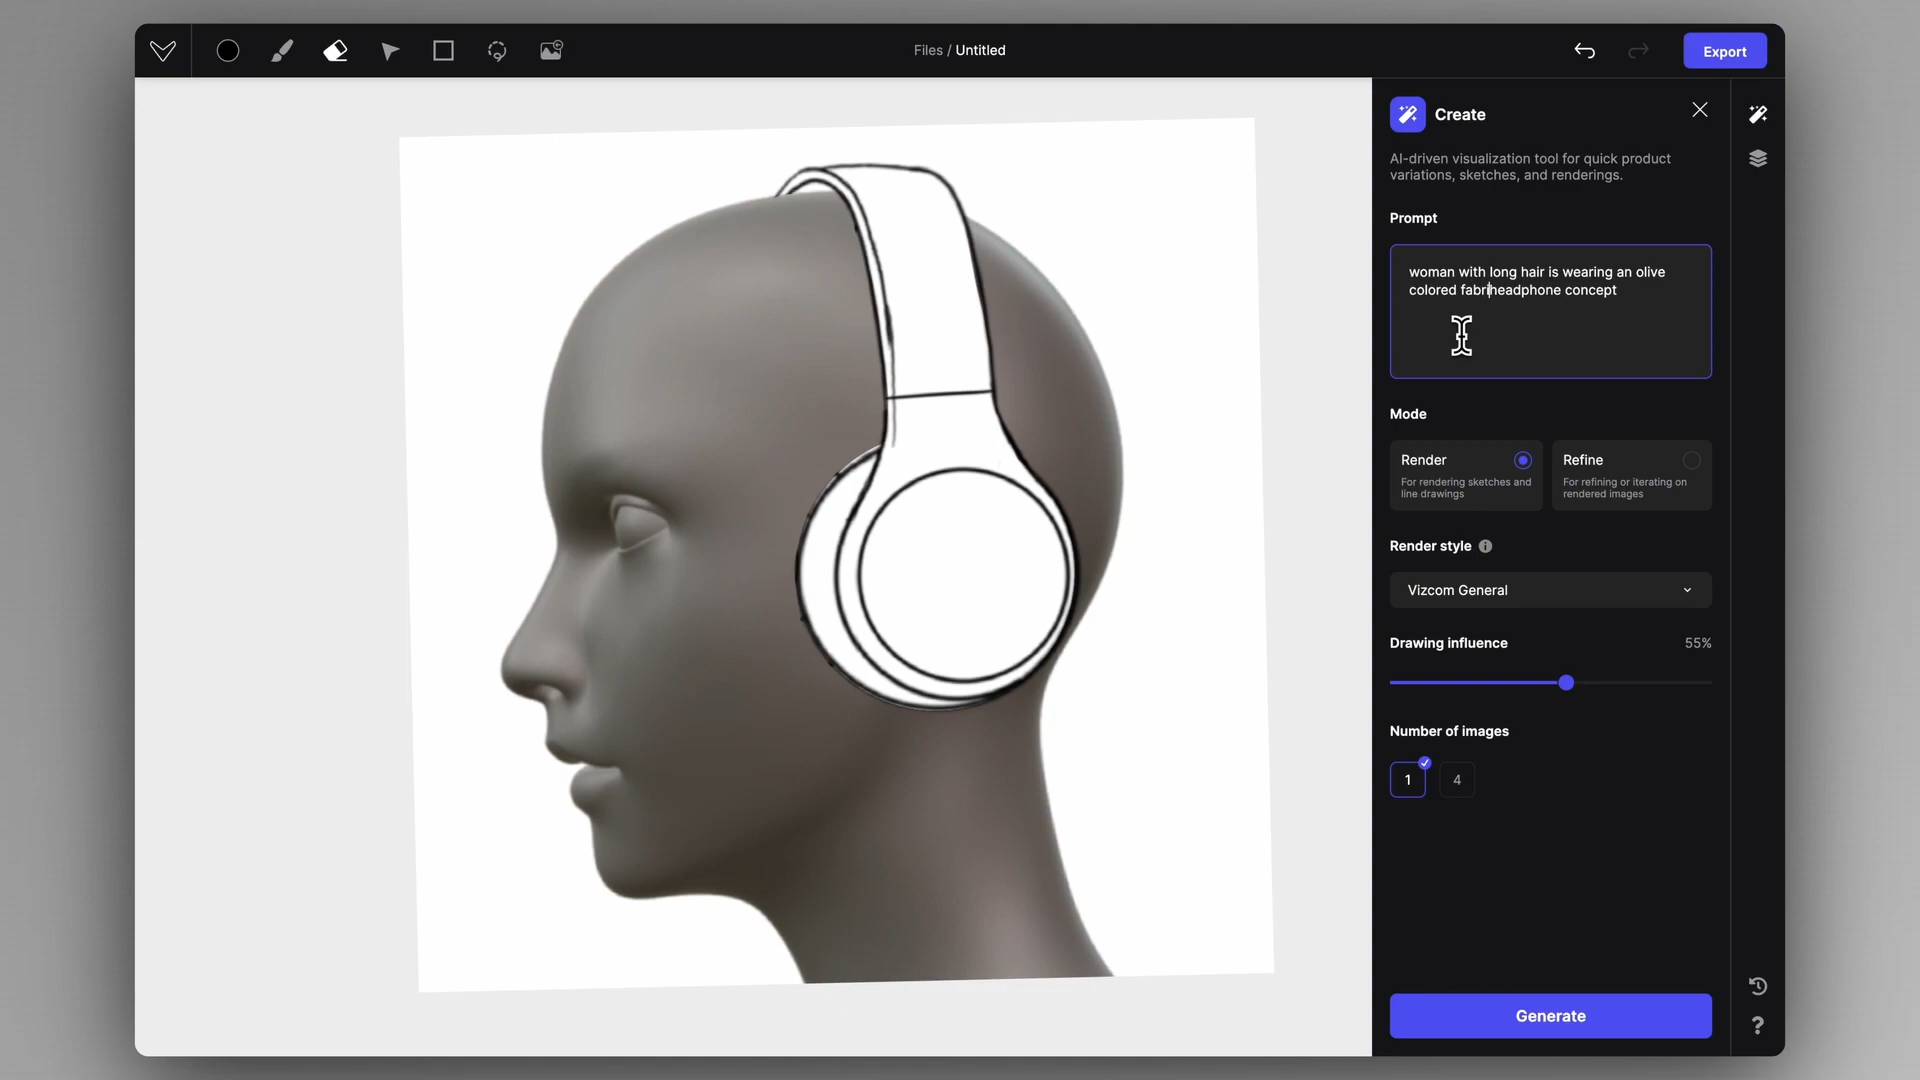 Files / Untitled
Export
Create
AI-driven visualization tool for quick product
variations, sketches, and renderings.
Prompt
woman with long hair is wearing an olive
colored fabriheadphone concept
Mode
Render
For rendering sketches and
line drawings
Refine
For refining or iterating on
rendered images
Render style
Vizcom General
Drawing influence
55%
Number of images
1
4
Generate